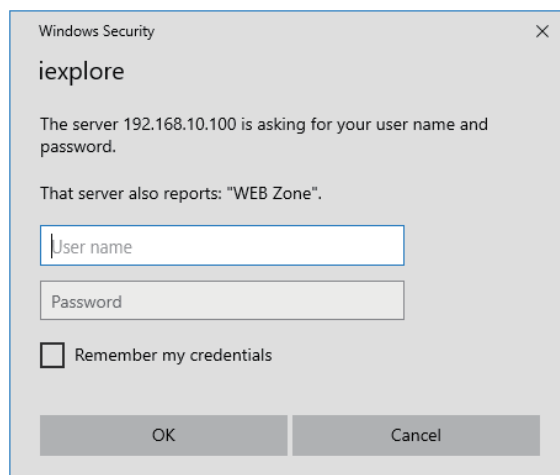 Windows Security
iexplore
The server 192.168.10.100 is asking for your user name and
password.
That server also reports: "WEB Zone".
User name
Password
Remember my credentials
OK
Cancel